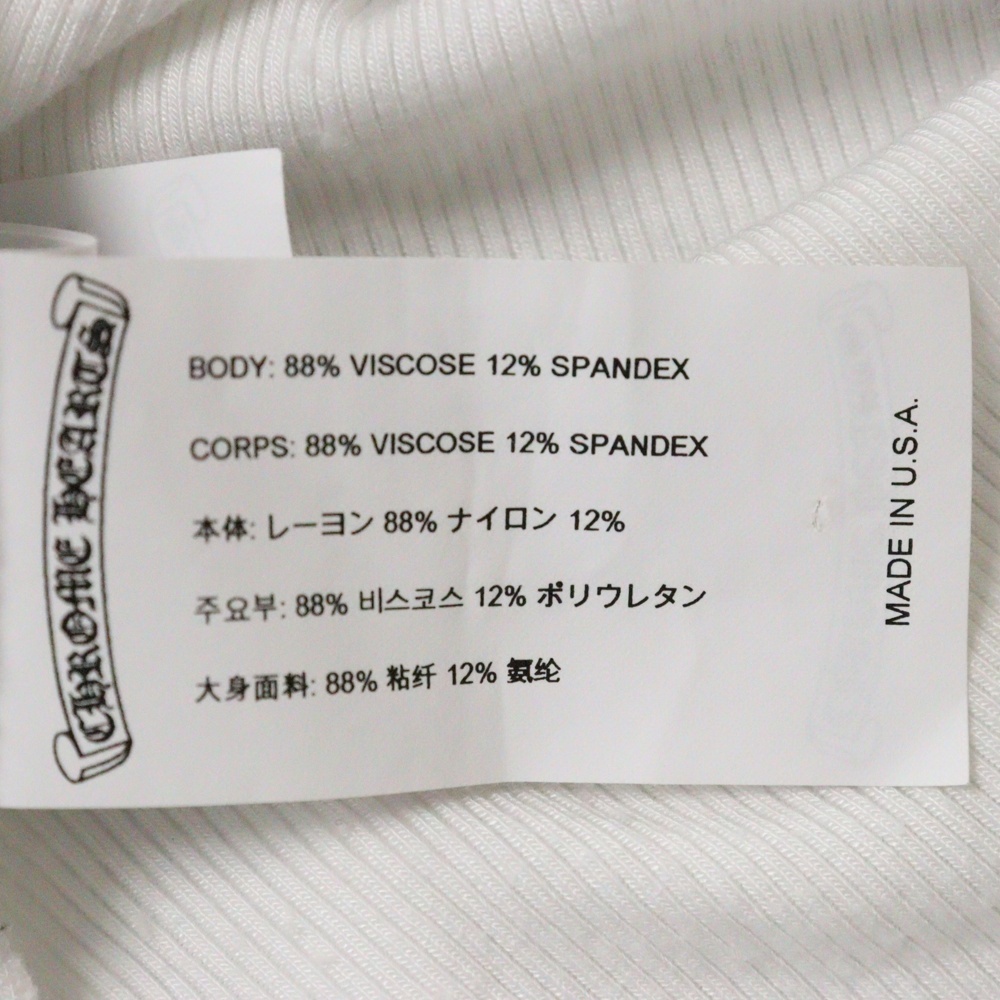 CHROME HEARTS
BODY: 88% VISCOSE 12% SPANDEX
CORPS: 88% VISCOSE 12% SPANDEX
本体: レーヨン 88% ナイロン 12%
주요부: 88% 비스코스 12% ポリウレタン
大身面料: 88% 粘纤 12% 氨纶
MADE IN U.S.A.